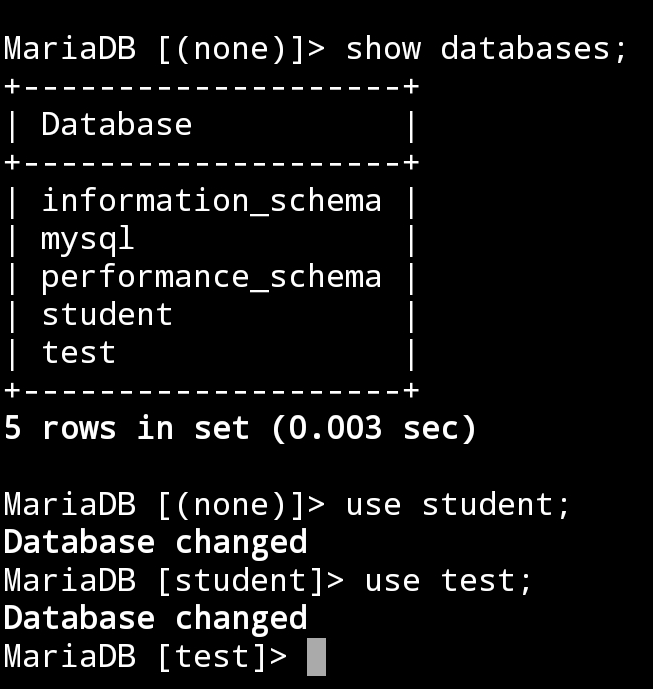 MariaDB [(none)]> show databases;
+--------------------+
| Database           |
+--------------------+
| information_schema |
| mysql              |
| performance_schema |
| student            |
| test               |
+--------------------+
5 rows in set (0.003 sec)

MariaDB [(none)]> use student;
Database changed
MariaDB [student]> use test;
Database changed
MariaDB [test]>